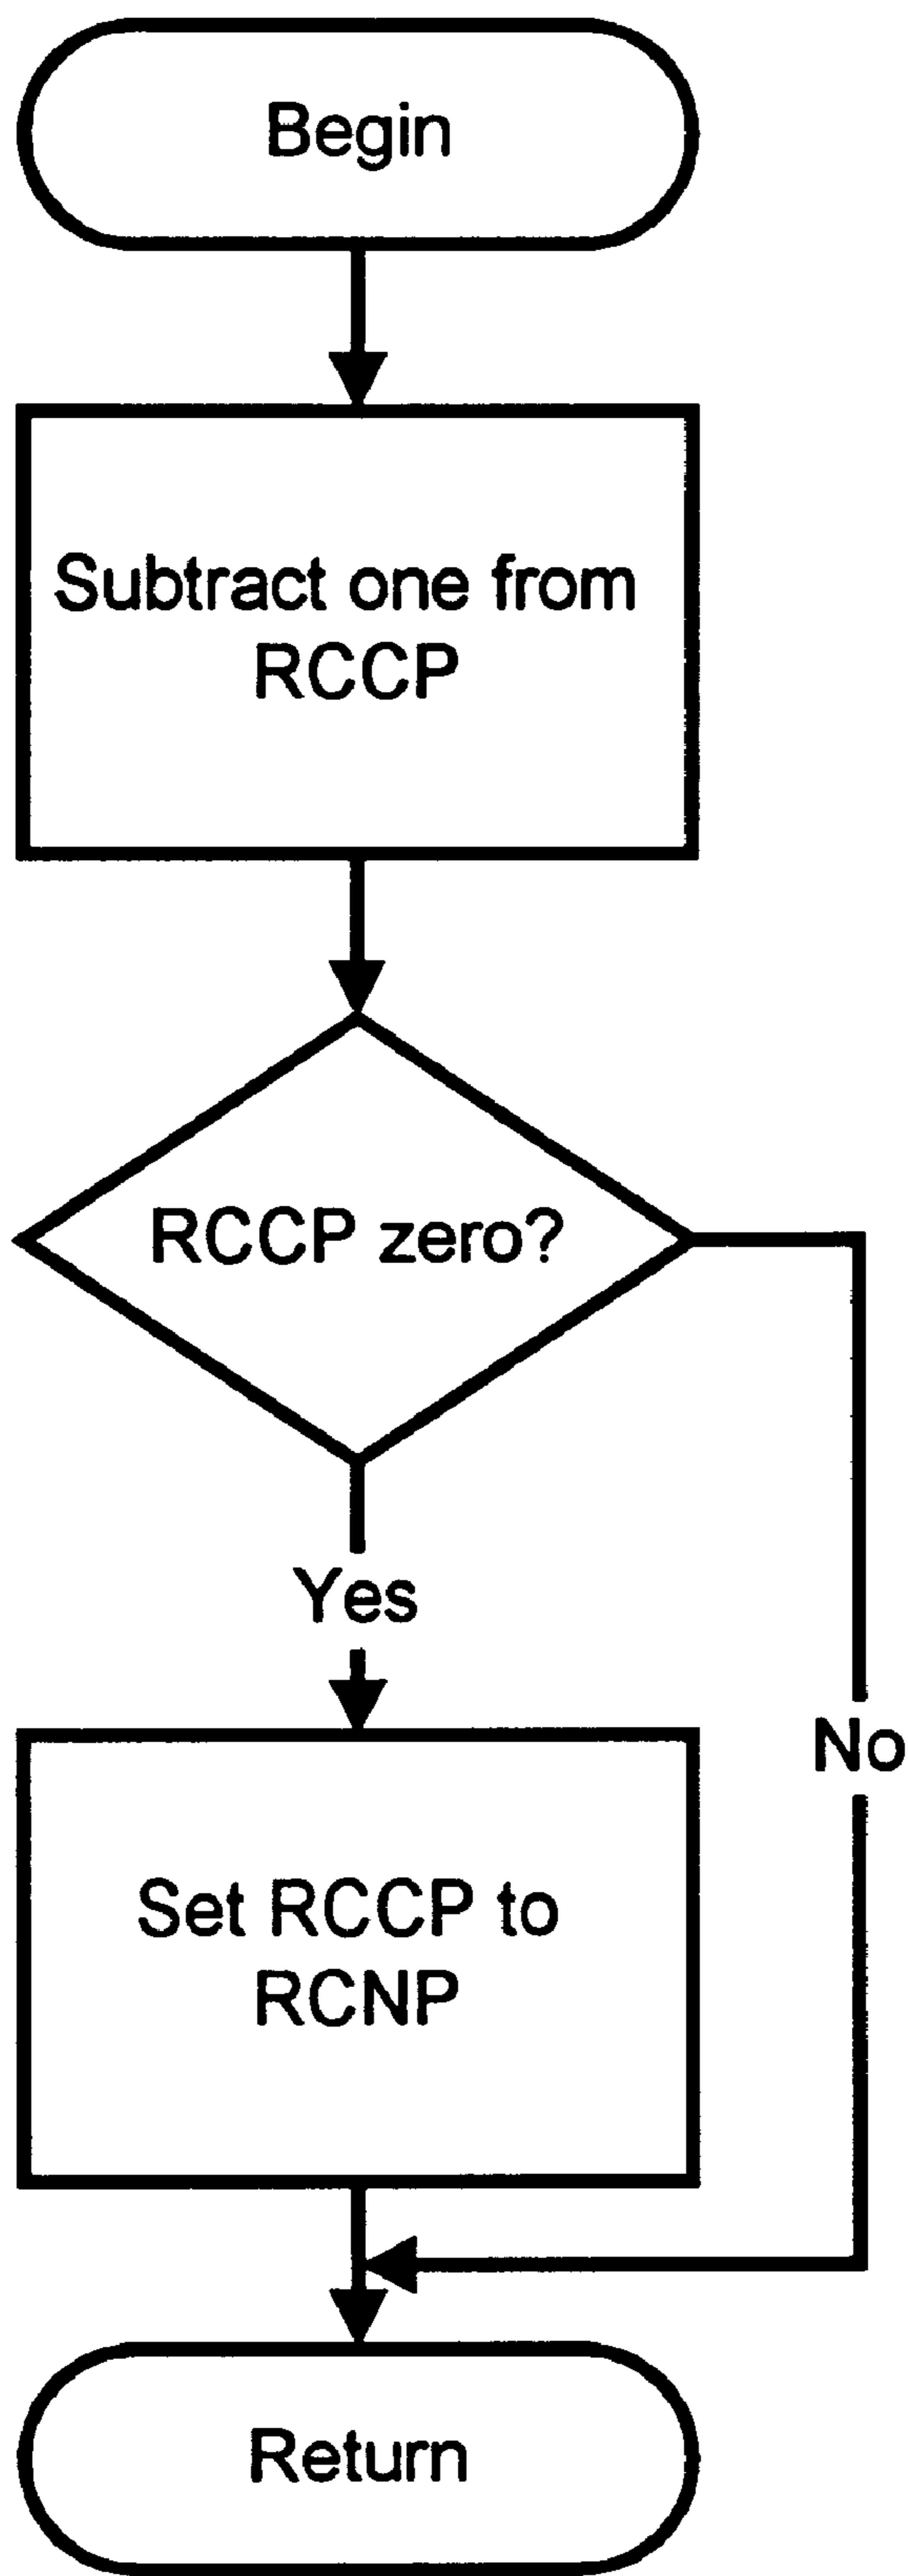 Begin
Subtract one from
RCCP
RCCP zero?
Yes
No
Set RCCP to
RCNP
Return